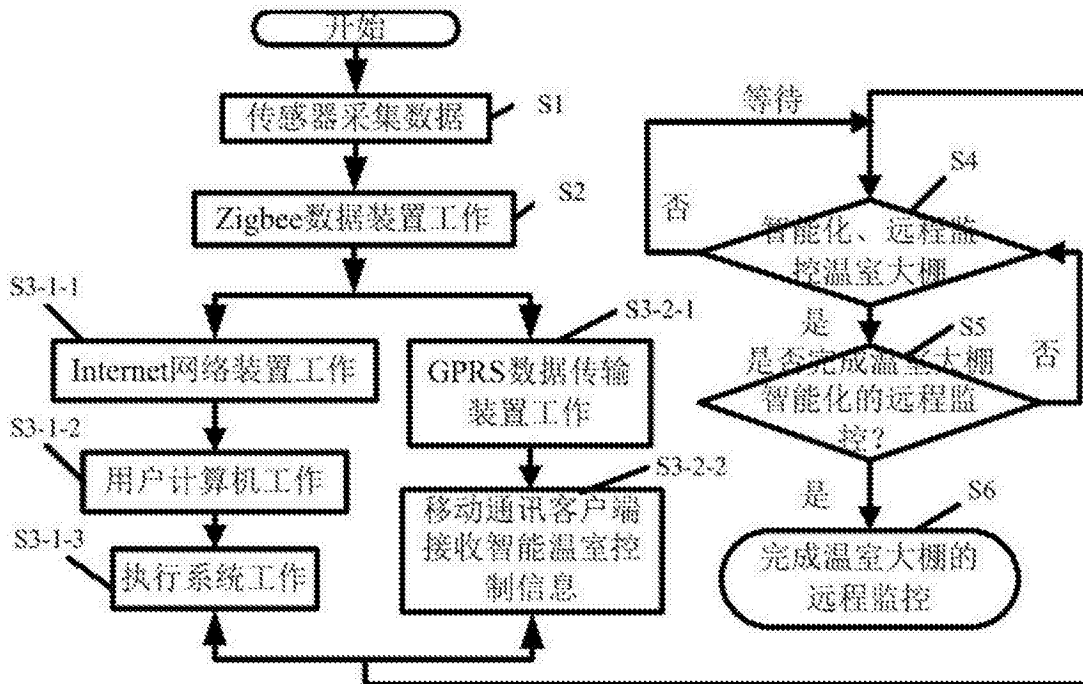 开始
传感器采集数据
S1
Zigbee数据装置工作
S2
S3-1-1
Internet网络装置工作
S3-1-2
用户计算机工作
S3-1-3
执行系统工作
S3-2-1
GPRS数据传输
装置工作
S3-2-2
移动通讯客户端
接收智能温室控
制信息
等待
否
S4
智能化、远程监
控温室大棚
是
S5
是否完成温室大棚
智能化的远程监
控?
否
是
S6
完成温室大棚的
远程监控